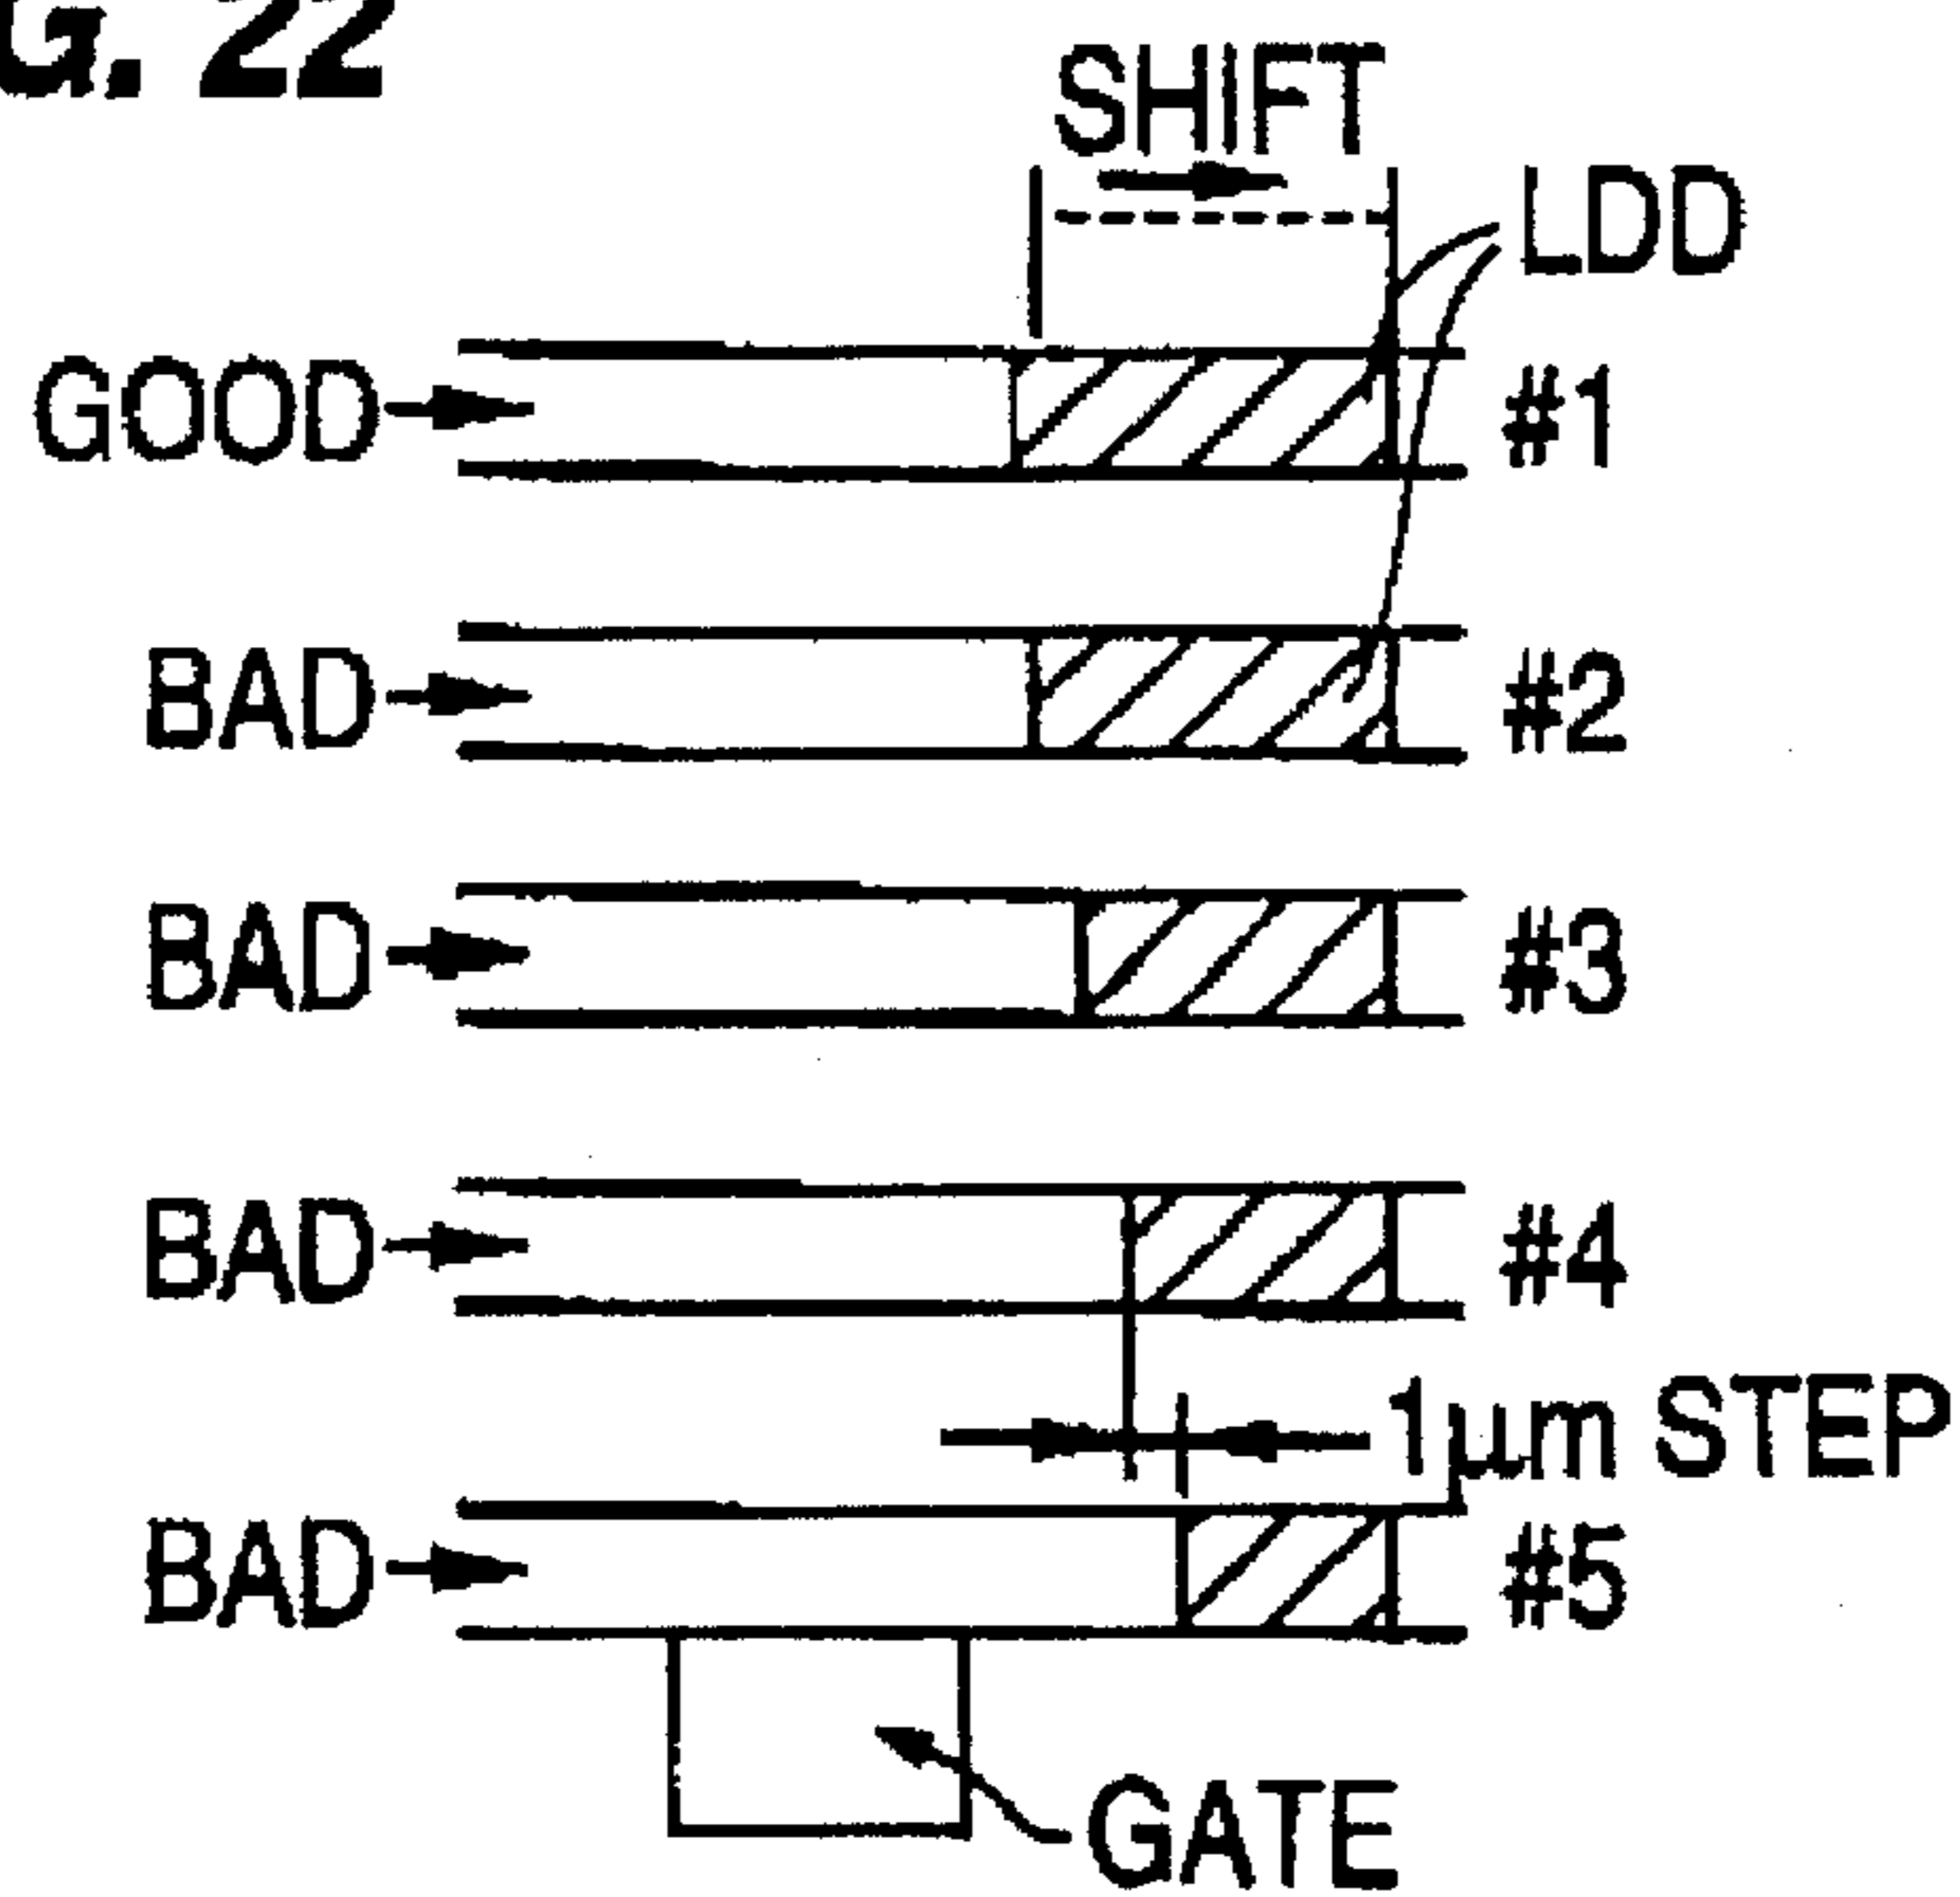 G. 22
SHIFT
LDD
GOOD #1
BAD #2
BAD #3
BAD #4
1µm STEP
BAD #5
GATE